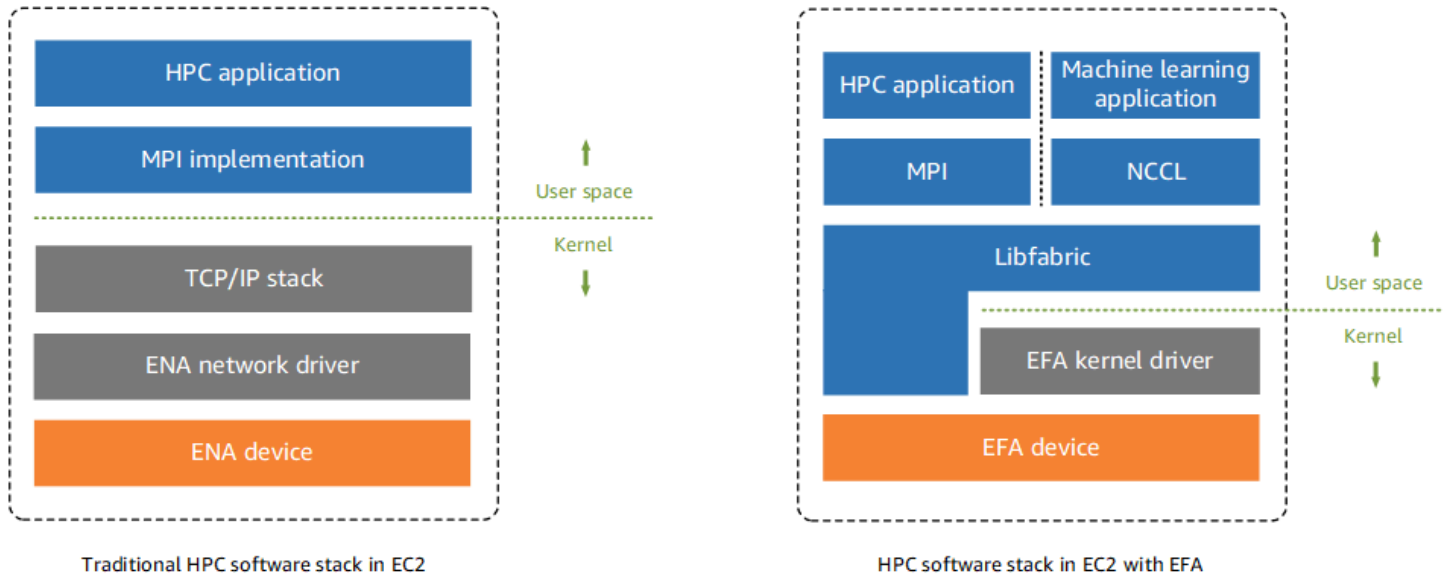 HPC application
MPI implementation
User space
Kernel
TCP/IP stack
ENA network driver
ENA device
Traditional HPC software stack in EC2
HPC application
Machine learning
application
MPI
NCCL
Libfabric
User space
Kernel
EFA kernel driver
EFA device
HPC software stack in EC2 with EFA